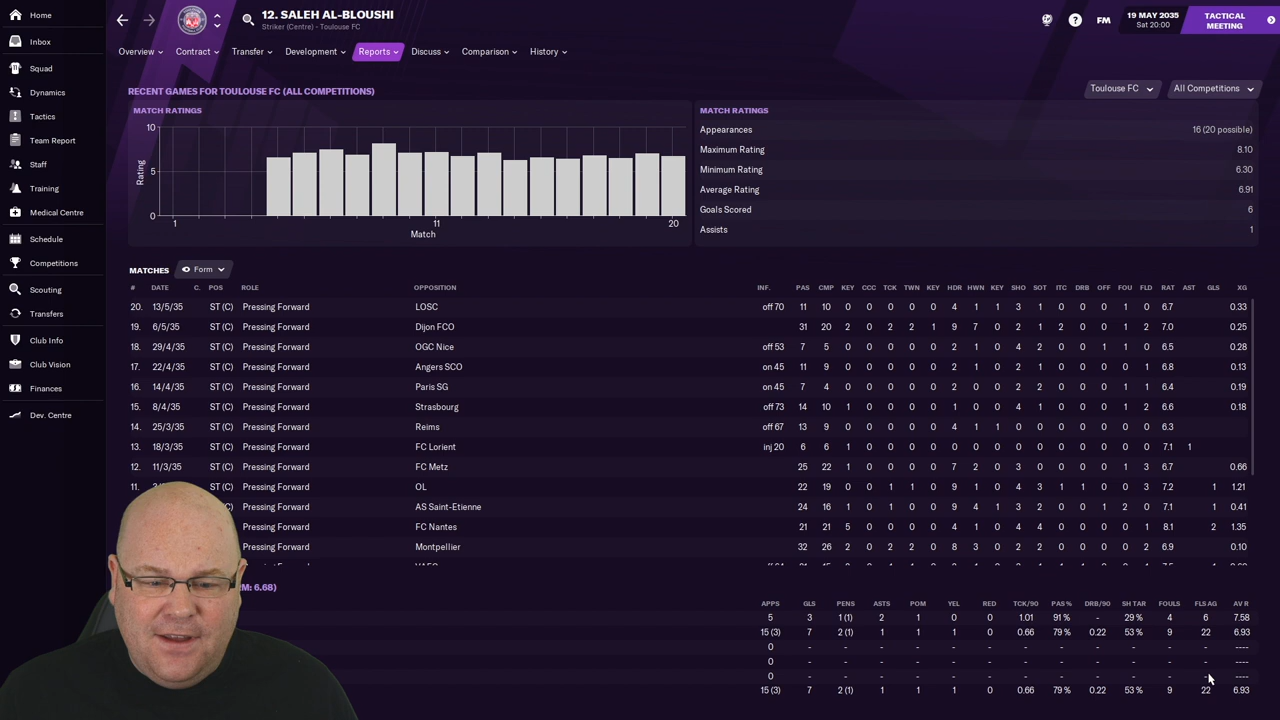 Home
Inbox
Squad
Dynamics
Tactics
Team Report
Staff
Training
Medical Centre
Schedule
Competitions
Scouting
Transfers
Club Info
Club Vision
Finances
Dev. Centre
12. SALEH AL-BLOUSHI
Striker (Centre) - Toulouse FC
FM
19 MAY 2035
Sat 20:00
TACTICAL MEETING
Overview Contract Transfer Development Reports Discuss Comparison History
RECENT GAMES FOR TOULOUSE FC (ALL COMPETITIONS)
Toulouse FC All Competitions
MATCH RATINGS
10
5
0
Rating
1 11 20
Match
MATCH RATINGS
Appearances 16 (20 possible)
Maximum Rating 8.10
Minimum Rating 6.30
Average Rating 6.91
Goals Scored 6
Assists 1
MATCHES Form
# DATE C. POS ROLE OPPOSITION INF. PAS CMP KEY CCC TCK TWN KEY HDR HWN KEY SHO SOT ITC DRB OFF FOU FLD RAT AST GLS XG
20. 13/5/35 ST (C) Pressing Forward LOSC off 70 11 10 0 0 0 0 0 4 1 1 3 1 0 0 0 1 0 6.7 0.33
19. 6/5/35 ST (C) Pressing Forward Dijon FCO 31 20 2 0 2 2 1 9 7 0 2 1 2 0 0 1 2 7.0 0.25
18. 29/4/35 ST (C) Pressing Forward OGC Nice off 53 7 5 0 0 0 0 0 2 1 0 4 2 0 0 1 1 0 6.5 0.28
17. 22/4/35 ST (C) Pressing Forward Angers SCO on 45 11 9 0 0 0 0 0 2 1 0 2 1 0 0 0 0 1 6.8 0.13
16. 14/4/35 ST (C) Pressing Forward Paris SG on 45 7 4 0 0 0 0 0 2 0 0 2 2 0 0 0 1 1 6.4 0.19
15. 8/4/35 ST (C) Pressing Forward Strasbourg off 73 14 10 1 0 0 0 0 1 0 0 4 1 0 0 0 1 2 6.6 0.18
14. 25/3/35 ST (C) Pressing Forward Reims off 67 13 9 0 0 0 0 0 4 1 1 0 0 0 0 0 0 0 6.3
13. 18/3/35 ST (C) Pressing Forward FC Lorient inj 20 6 6 1 0 0 0 0 0 0 0 0 0 0 0 0 0 0 7.1 1
12. 11/3/35 ST (C) Pressing Forward FC Metz 25 22 1 0 0 0 0 7 2 0 3 0 0 0 0 1 3 6.7 0.66
11. ST (C) Pressing Forward OL 22 19 0 0 1 1 0 9 1 0 4 3 1 1 0 0 3 7.2 1 1.21
Pressing Forward AS Saint-Etienne 24 16 1 0 1 0 0 9 4 1 3 2 0 0 1 2 0 7.1 1 0.41
Pressing Forward FC Nantes 21 21 5 0 0 0 0 4 1 0 4 4 0 0 0 0 1 8.1 2 1.35
Pressing Forward Montpellier 32 26 2 0 2 2 0 8 3 0 2 2 0 0 0 0 1 6.9 0.10
RM: 6.68)
APPS GLS PENS ASTS POM YEL RED TCK/90 PAS % DRB/90 SH TAR FOULS FLS AG AV R
5 3 1 (1) 2 1 0 0 1.01 91 % - 29 % 4 6 7.58
15 (3) 7 2 (1) 1 1 1 0 0.66 79 % 0.22 53 % 9 22 6.93
0 - - - - - - - - - - - - ----
0 - - - - - - - - - - - - ----
0 - - - - - - - - - - - - ----
15 (3) 7 2 (1) 1 1 1 0 0.66 79 % 0.22 53 % 9 22 6.93